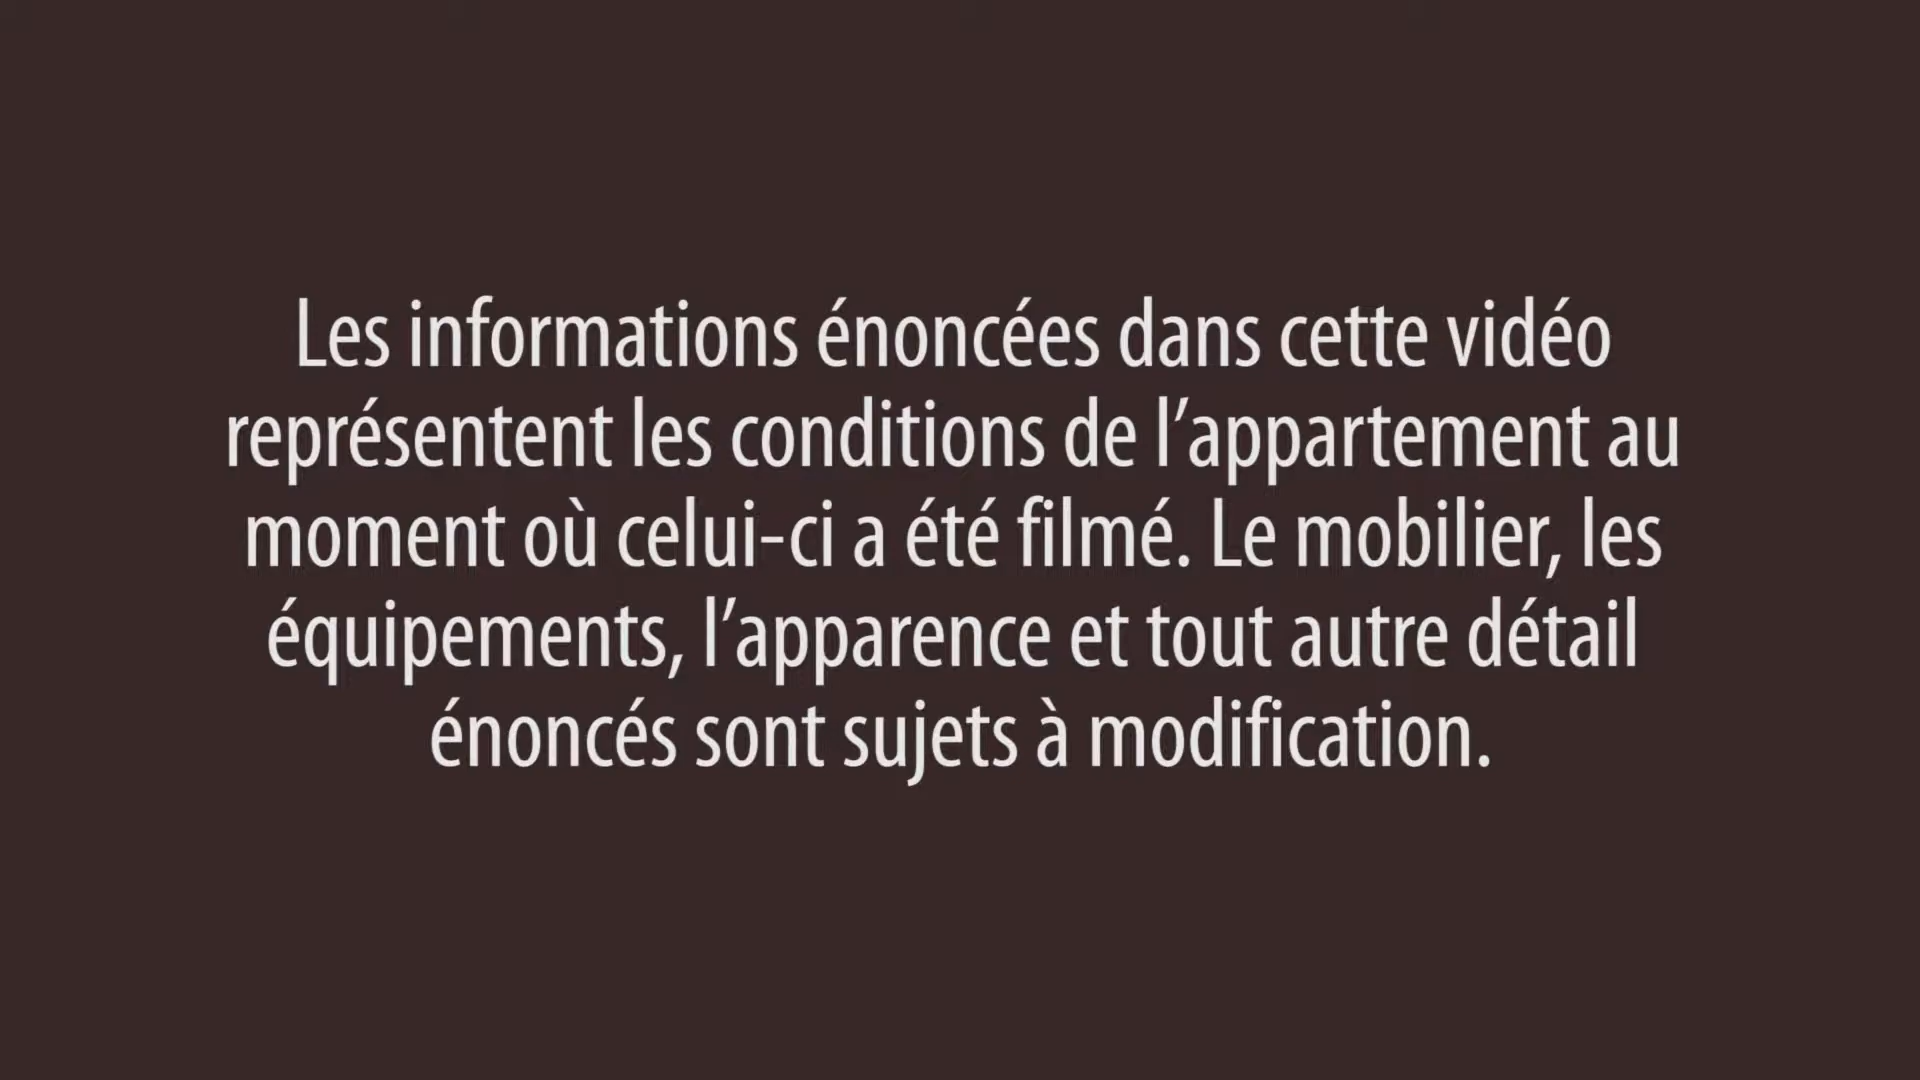 Les informations énoncées dans cette vidéo
représentent les conditions de l’appartement au
moment où celui-ci a été filmé. Le mobilier, les
équipements, l’apparence et tout autre détail
énoncés sont sujets à modification.